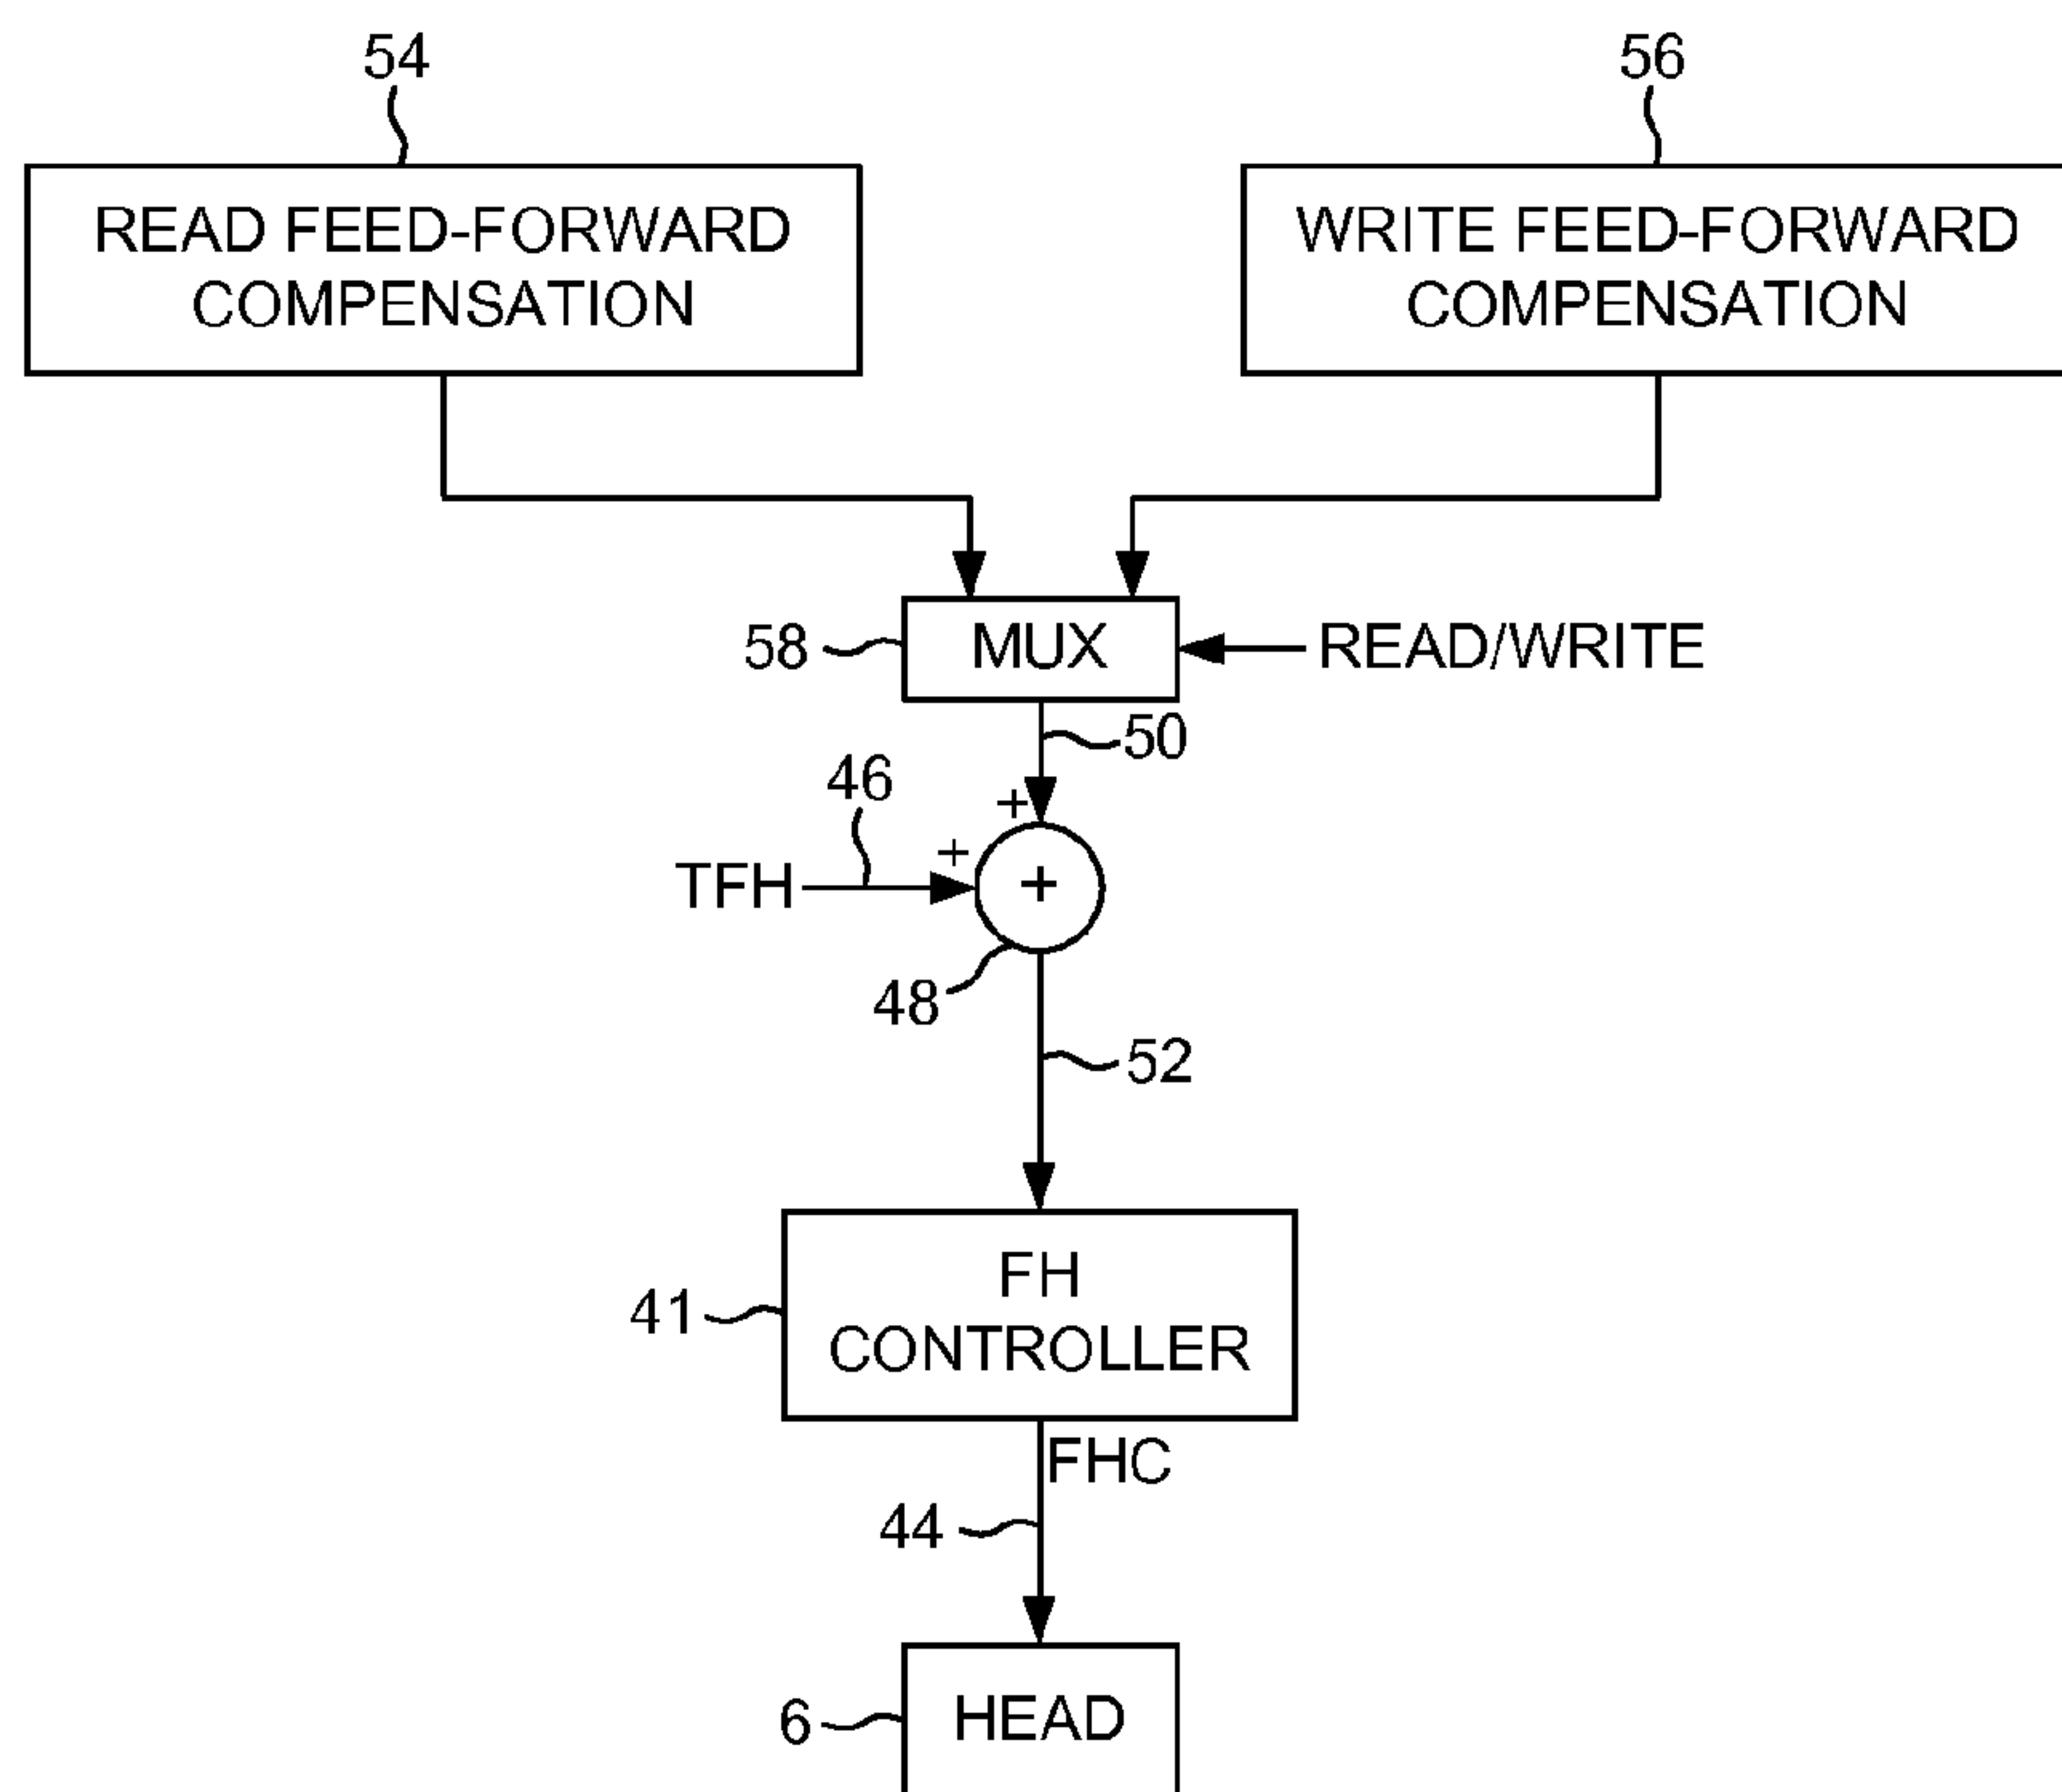 54
56
READ FEED-FORWARD
COMPENSATION
WRITE FEED-FORWARD
COMPENSATION
58
MUX
READ/WRITE
50
46
+
+
TFH
+
48
52
41
FH
CONTROLLER
FHC
44
6
HEAD